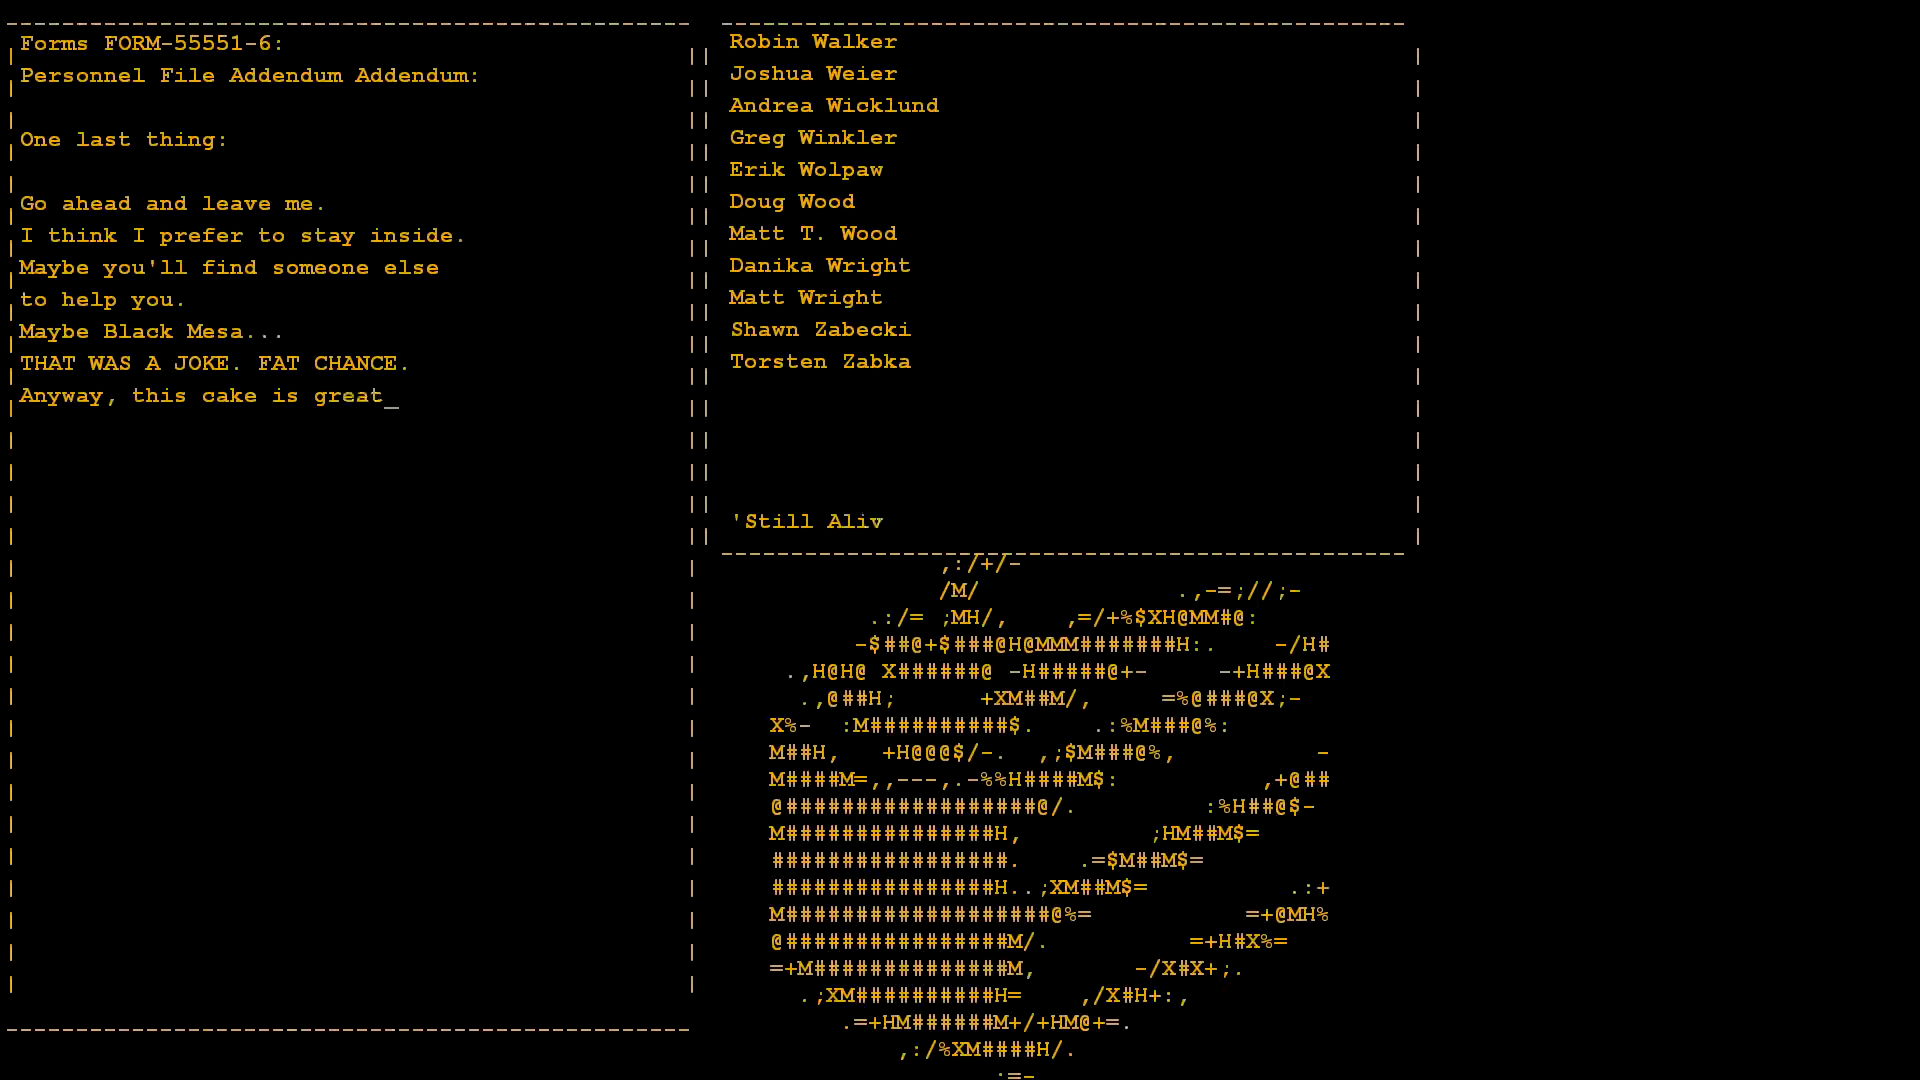 Forms FORM-55551-6:
Personnel File Addendum Addendum:
One last thing:
Go ahead and leave me.
I think I prefer to stay inside.
Maybe you'll find someone else
to help you.
Maybe Black Mesa...
THAT WAS A JOKE. FAT CHANCE.
Anyway, this cake is great_
Robin Walker
Joshua Weier
Andrea Wicklund
Greg Winkler
Erik Wolpaw
Doug Wood
Matt T. Wood
Danika Wright
Matt Wright
Shawn Zabecki
Torsten Zabka
'Still Aliv